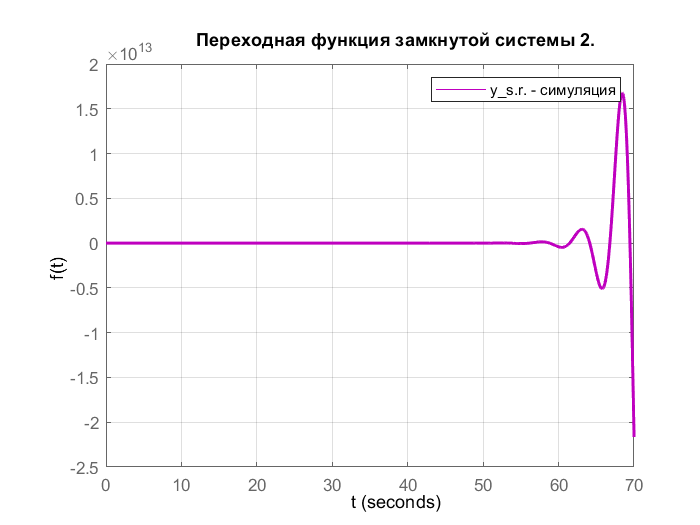 Переходная функция замкнутой системы 2.
×10^13
y_s.r. - симуляция
2
1.5
1
0.5
0
-0.5
-1
-1.5
-2
-2.5
f(t)
0 10 20 30 40 50 60 70
t (seconds)